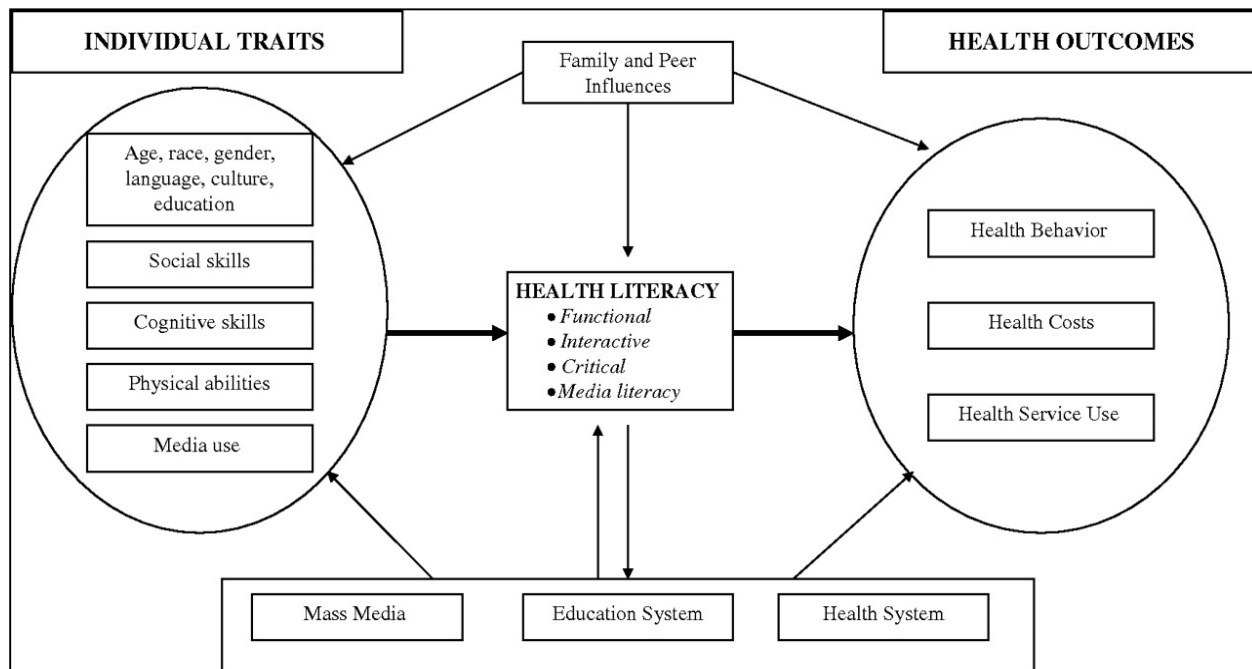 INDIVIDUAL TRAITS
Family and Peer
Influences
HEALTH OUTCOMES
Age, race, gender,
language, culture,
education
Social skills
Cognitive skills
Physical abilities
Media use
HEALTH LITERACY
• Functional
• Interactive
• Critical
• Media literacy
Health Behavior
Health Costs
Health Service Use
Mass Media
Education System
Health System